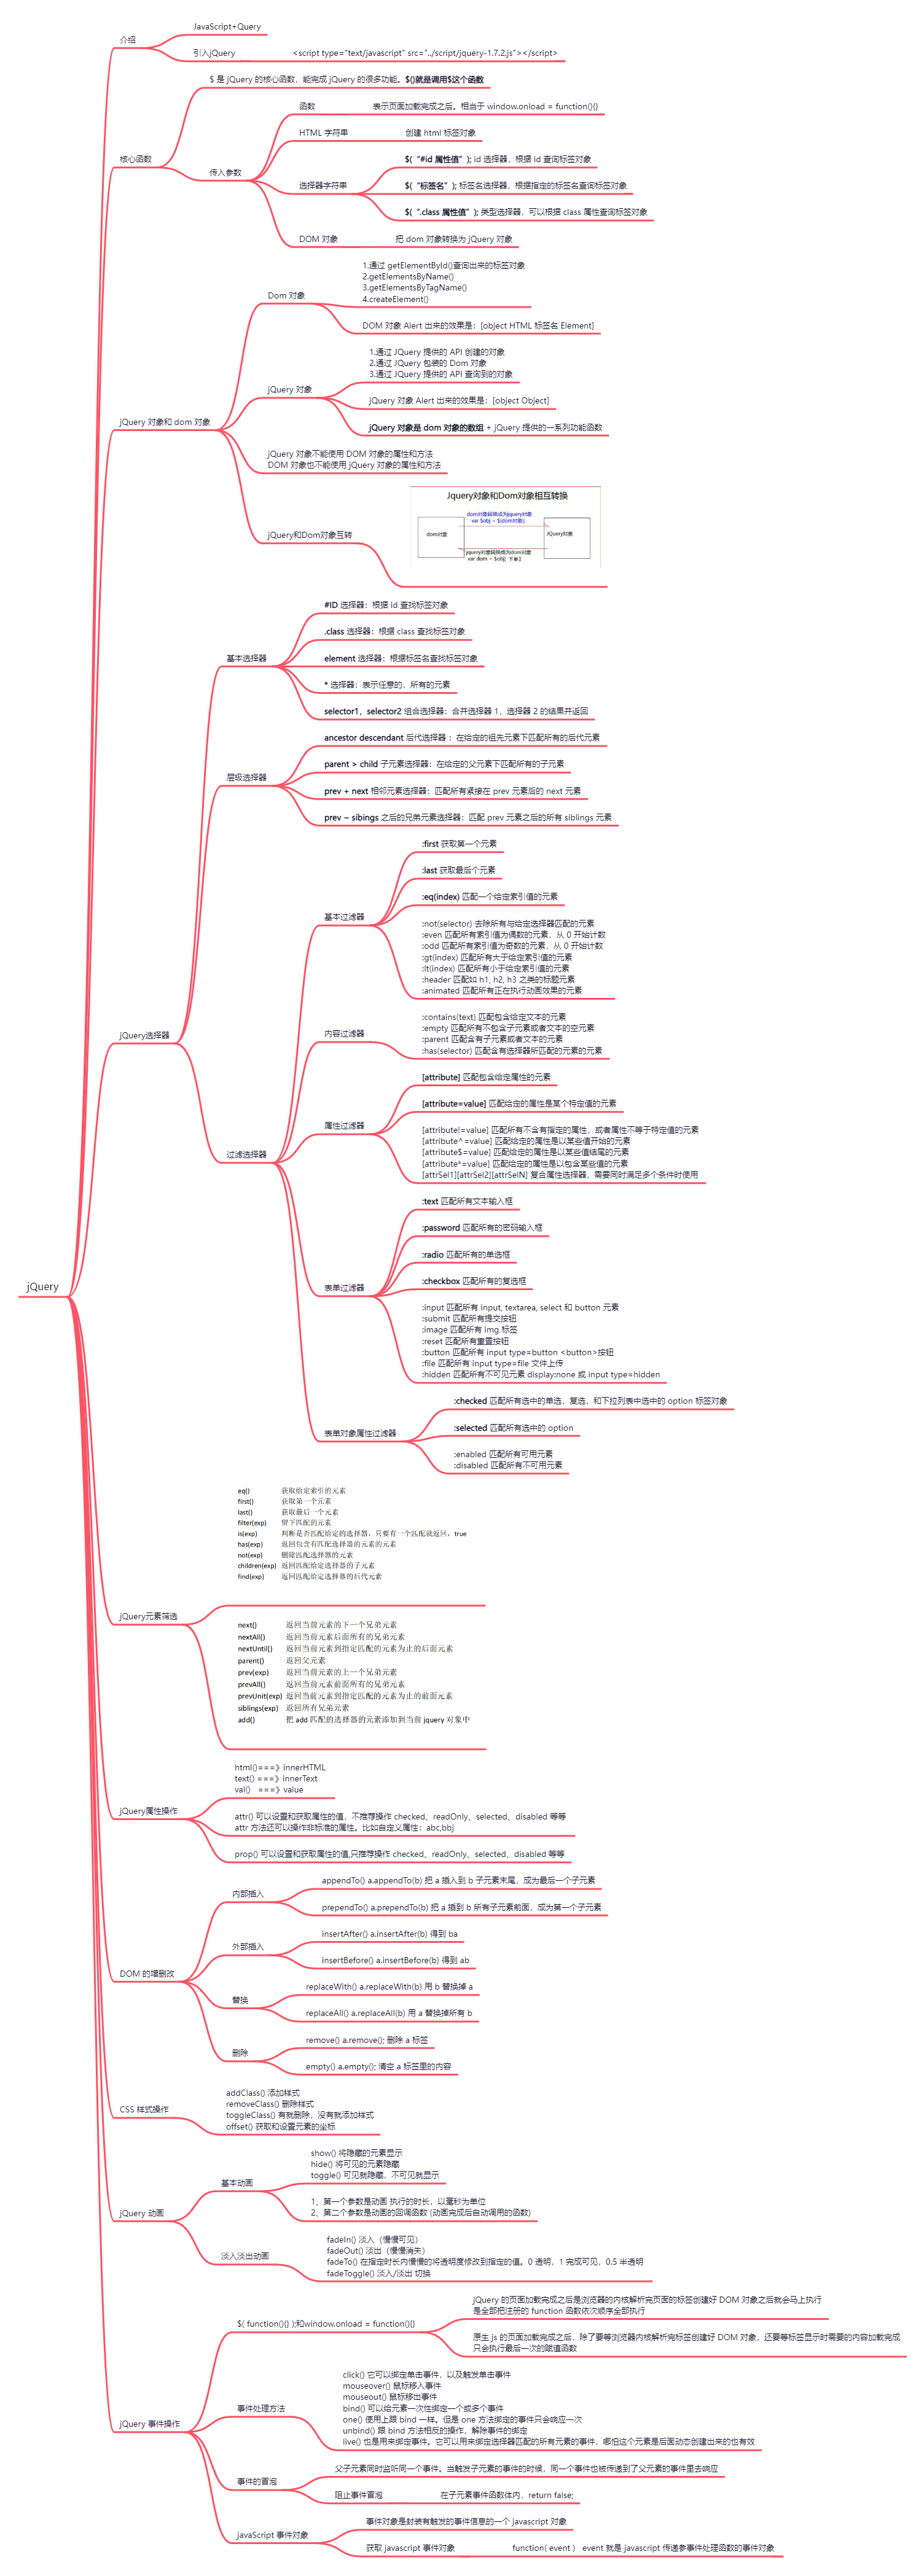 jQuery
介绍
JavaScript+Query
引入jQuery
<script type="text/javascript" src="../script/jquery-1.7.2.js"></script>
核心函数
$ 是 jQuery 的核心函数，能完成 jQuery 的很多功能。$()就是调用$这个函数
传入参数
函数
表示页面加载完成之后。相当于 window.onload = function(){}
HTML 字符串
创建 html 标签对象
选择器字符串
$(“#id 属性值”); id 选择器，根据 id 查询标签对象
$(“标签名”); 标签名选择器，根据指定的标签名查询标签对象
$(“.class 属性值”); 类型选择器，可以根据 class 属性查询标签对象
DOM 对象
把 dom 对象转换为 jQuery 对象
jQuery 对象和 dom 对象
Dom 对象
1.通过 getElementById()查询出来的标签对象
2.getElementsByName()
3.getElementsByTagName()
4.createElement()
DOM 对象 Alert 出来的效果是：[object HTML 标签名 Element]
jQuery 对象
1.通过 JQuery 提供的 API 创建的对象
2.通过 JQuery 包装的 Dom 对象
3.通过 JQuery 提供的 API 查询到的对象
jQuery 对象 Alert 出来的效果是：[object Object]
jQuery 对象是 dom 对象的数组 + jQuery 提供的一系列功能函数
jQuery 对象不能使用 DOM 对象的属性和方法
DOM 对象也不能使用 jQuery 对象的属性和方法
jQuery和Dom对象互转
Jquery对象和Dom对象相互转换
dom对象转换成为jquery对象
var $obj = $(dom对象);
dom对象
JQuery对象
jquery对象转换成为dom对象
var dom = $obj[ 下标 ]
jQuery选择器
基本选择器
#ID 选择器：根据 id 查找标签对象
.class 选择器：根据 class 查找标签对象
element 选择器：根据标签名查找标签对象
* 选择器：表示任意的，所有的元素
selector1，selector2 组合选择器：合并选择器 1，选择器 2 的结果并返回
层级选择器
ancestor descendant 后代选择器 ：在给定的祖先元素下匹配所有的后代元素
parent > child 子元素选择器：在给定的父元素下匹配所有的子元素
prev + next 相邻元素选择器：匹配所有紧接在 prev 元素后的 next 元素
prev ~ sibings 之后的兄弟元素选择器：匹配 prev 元素之后的所有 siblings 元素
过滤选择器
基本过滤器
:first 获取第一个元素
:last 获取最后个元素
:eq(index) 匹配一个给定索引值的元素
:not(selector) 去除所有与给定选择器匹配的元素
:even 匹配所有索引值为偶数的元素，从 0 开始计数
:odd 匹配所有索引值为奇数的元素，从 0 开始计数
:gt(index) 匹配所有大于给定索引值的元素
:lt(index) 匹配所有小于给定索引值的元素
:header 匹配如 h1, h2, h3 之类的标题元素
:animated 匹配所有正在执行动画效果的元素
内容过滤器
:contains(text) 匹配包含给定文本的元素
:empty 匹配所有不包含子元素或者文本的空元素
:parent 匹配含有子元素或者文本的元素
:has(selector) 匹配含有选择器所匹配的元素的元素
属性过滤器
[attribute] 匹配包含给定属性的元素
[attribute=value] 匹配给定的属性是某个特定值的元素
[attribute!=value] 匹配所有不含有指定的属性，或者属性不等于特定值的元素
[attribute^=value] 匹配给定的属性是以某些值开始的元素
[attribute$=value] 匹配给定的属性是以某些值结尾的元素
[attribute*=value] 匹配给定的属性是以包含某些值的元素
[attrSel1][attrSel2][attrSelN] 复合属性选择器，需要同时满足多个条件时使用
表单过滤器
:text 匹配所有文本输入框
:password 匹配所有的密码输入框
:radio 匹配所有的单选框
:checkbox 匹配所有的复选框
:input 匹配所有 input, textarea, select 和 button 元素
:submit 匹配所有提交按钮
:image 匹配所有 img 标签
:reset 匹配所有重置按钮
:button 匹配所有 input type=button <button>按钮
:file 匹配所有 input type=file 文件上传
:hidden 匹配所有不可见元素 display:none 或 input type=hidden
表单对象属性过滤器
:checked 匹配所有选中的单选，复选，和下拉列表中选中的 option 标签对象
:selected 匹配所有选中的 option
:enabled 匹配所有可用元素
:disabled 匹配所有不可用元素
jQuery元素筛选
eq() 获取给定索引的元素
first() 获取第一个元素
last() 获取最后一个元素
filter(exp) 留下匹配的元素
is(exp) 判断是否匹配给定的选择器，只要有一个匹配就返回，true
has(exp) 返回包含有匹配选择器的元素的元素
not(exp) 删除匹配选择器的元素
children(exp) 返回匹配给定选择器的子元素
find(exp) 返回匹配给定选择器的后代元素
next() 返回当前元素的下一个兄弟元素
nextAll() 返回当前元素后面所有的兄弟元素
nextUntil() 返回当前元素到指定匹配的元素为止的后面元素
parent() 返回父元素
prev(exp) 返回当前元素的上一个兄弟元素
prevAll() 返回当前元素前面所有的兄弟元素
prevUnit(exp) 返回当前元素到指定匹配的元素为止的前面元素
siblings(exp) 返回所有兄弟元素
add() 把 add 匹配的选择器的元素添加到当前 jquery 对象中
jQuery属性操作
html()===》innerHTML
text() ===》innerText
val() ===》value
attr() 可以设置和获取属性的值，不推荐操作 checked、readOnly、selected、disabled 等等
attr 方法还可以操作非标准的属性。比如自定义属性：abc,bbj
prop() 可以设置和获取属性的值,只推荐操作 checked、readOnly、selected、disabled 等等
DOM 的增删改
内部插入
appendTo() a.appendTo(b) 把 a 插入到 b 子元素末尾，成为最后一个子元素
prependTo() a.prependTo(b) 把 a 插到 b 所有子元素前面，成为第一个子元素
外部插入
insertAfter() a.insertAfter(b) 得到 ba
insertBefore() a.insertBefore(b) 得到 ab
替换
replaceWith() a.replaceWith(b) 用 b 替换掉 a
replaceAll() a.replaceAll(b) 用 a 替换掉所有 b
删除
remove() a.remove(); 删除 a 标签
empty() a.empty(); 清空 a 标签里的内容
CSS 样式操作
addClass() 添加样式
removeClass() 删除样式
toggleClass() 有就删除，没有就添加样式
offset() 获取和设置元素的坐标
jQuery 动画
基本动画
show() 将隐藏的元素显示
hide() 将可见的元素隐藏
toggle() 可见就隐藏，不可见就显示
1、第一个参数是动画 执行的时长，以毫秒为单位
2、第二个参数是动画的回调函数 (动画完成后自动调用的函数)
淡入淡出动画
fadeIn() 淡入（慢慢可见）
fadeOut() 淡出（慢慢消失）
fadeTo() 在指定时长内慢慢的将透明度修改到指定的值。0 透明，1 完成可见，0.5 半透明
fadeToggle() 淡入/淡出 切换
jQuery 事件操作
$( function(){} );和window.onload = function(){}
jQuery 的页面加载完成之后是浏览器的内核解析完页面的标签创建好 DOM 对象之后就会马上执行
是全部把注册的 function 函数依次顺序全部执行
原生 js 的页面加载完成之后，除了要等浏览器内核解析完标签创建好 DOM 对象，还要等标签显示时需要的内容加载完成
只会执行最后一次的赋值函数
事件处理方法
click() 它可以绑定单击事件，以及触发单击事件
mouseover() 鼠标移入事件
mouseout() 鼠标移出事件
bind() 可以给元素一次性绑定一个或多个事件
one() 使用上跟 bind 一样。但是 one 方法绑定的事件只会响应一次
unbind() 跟 bind 方法相反的操作，解除事件的绑定
live() 也是用来绑定事件。它可以用来绑定选择器匹配的所有元素的事件，哪怕这个元素是后面动态创建出来的也有效
事件的冒泡
父子元素同时监听同一个事件。当触发子元素的事件的时候，同一个事件也被传递到了父元素的事件里去响应
阻止事件冒泡
在子元素事件函数体内，return false;
javaScript 事件对象
事件对象是封装有触发的事件信息的一个 javascript 对象
获取 javascript 事件对象
function( event ) event 就是 javascript 传递参事件处理函数的事件对象